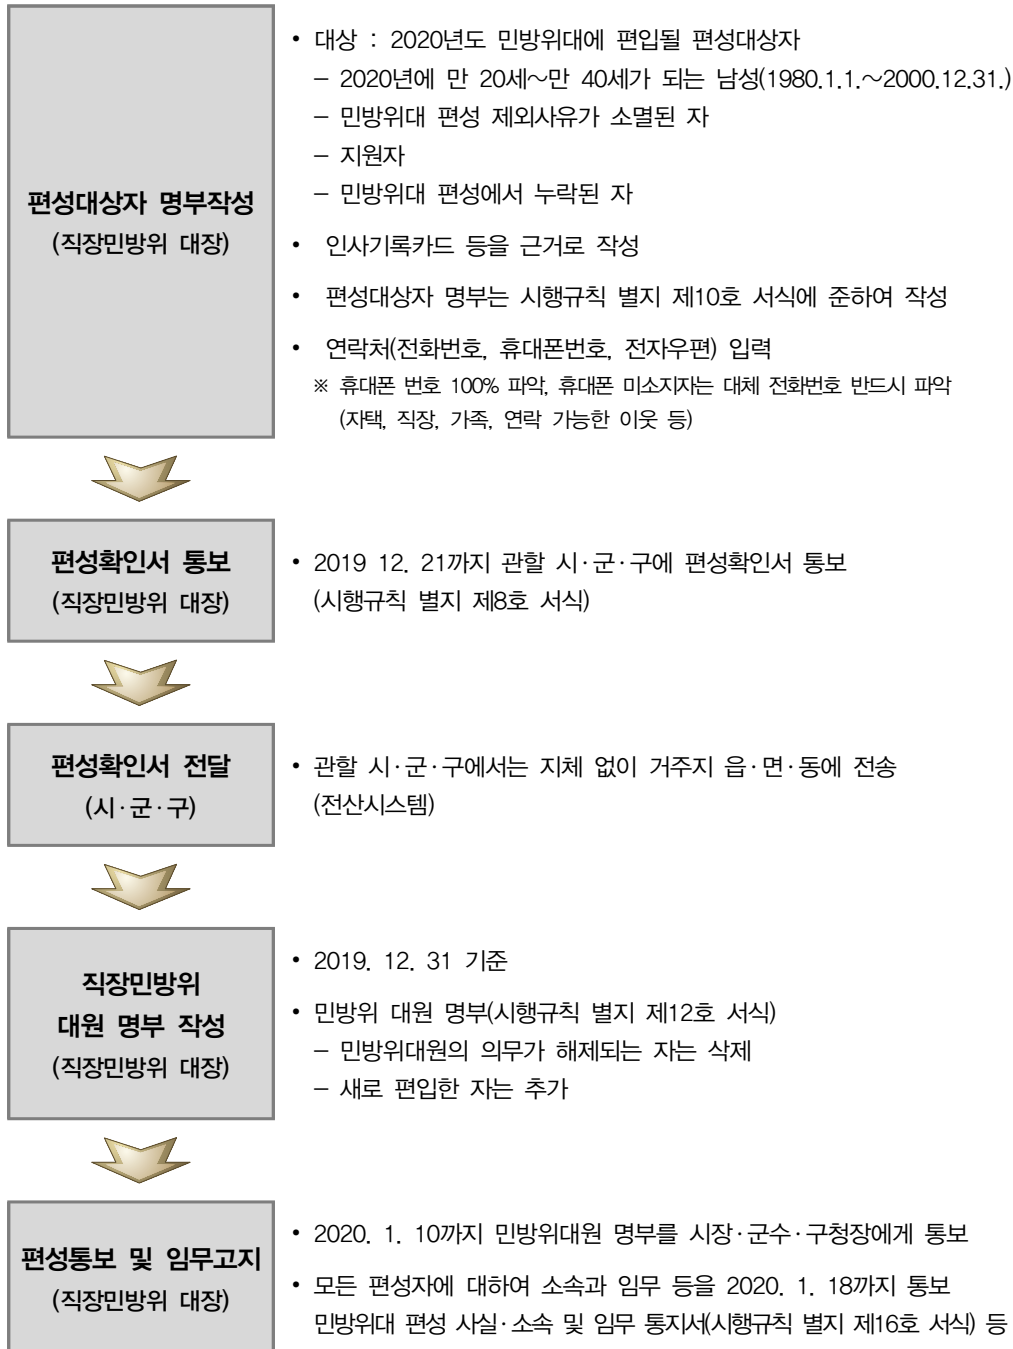 편성대상자 명부작성
(직장민방위 대장)
• 대상 : 2020년도 민방위대에 편입될 편성대상자
– 2020년에 만 20세~만 40세가 되는 남성(1980.1.1.~2000.12.31.)
– 민방위대 편성 제외사유가 소멸된 자
– 지원자
– 민방위대 편성에서 누락된 자
• 인사기록카드 등을 근거로 작성
• 편성대상자 명부는 시행규칙 별지 제10호 서식에 준하여 작성
• 연락처(전화번호, 휴대폰번호, 전자우편) 입력
※ 휴대폰 번호 100% 파악, 휴대폰 미소지자는 대체 전화번호 반드시 파악
(자택, 직장, 가족, 연락 가능한 이웃 등)
편성확인서 통보
(직장민방위 대장)
• 2019 12. 21까지 관할 시·군·구에 편성확인서 통보
(시행규칙 별지 제8호 서식)
편성확인서 전달
(시·군·구)
• 관할 시·군·구에서는 지체 없이 거주지 읍·면·동에 전송
(전산시스템)
직장민방위
대원 명부 작성
(직장민방위 대장)
• 2019. 12. 31 기준
• 민방위 대원 명부(시행규칙 별지 제12호 서식)
– 민방위대원의 의무가 해제되는 자는 삭제
– 새로 편입한 자는 추가
편성통보 및 임무고지
(직장민방위 대장)
• 2020. 1. 10까지 민방위대원 명부를 시장·군수·구청장에게 통보
• 모든 편성자에 대하여 소속과 임무 등을 2020. 1. 18까지 통보
민방위대 편성 사실·소속 및 임무 통지서(시행규칙 별지 제16호 서식) 등